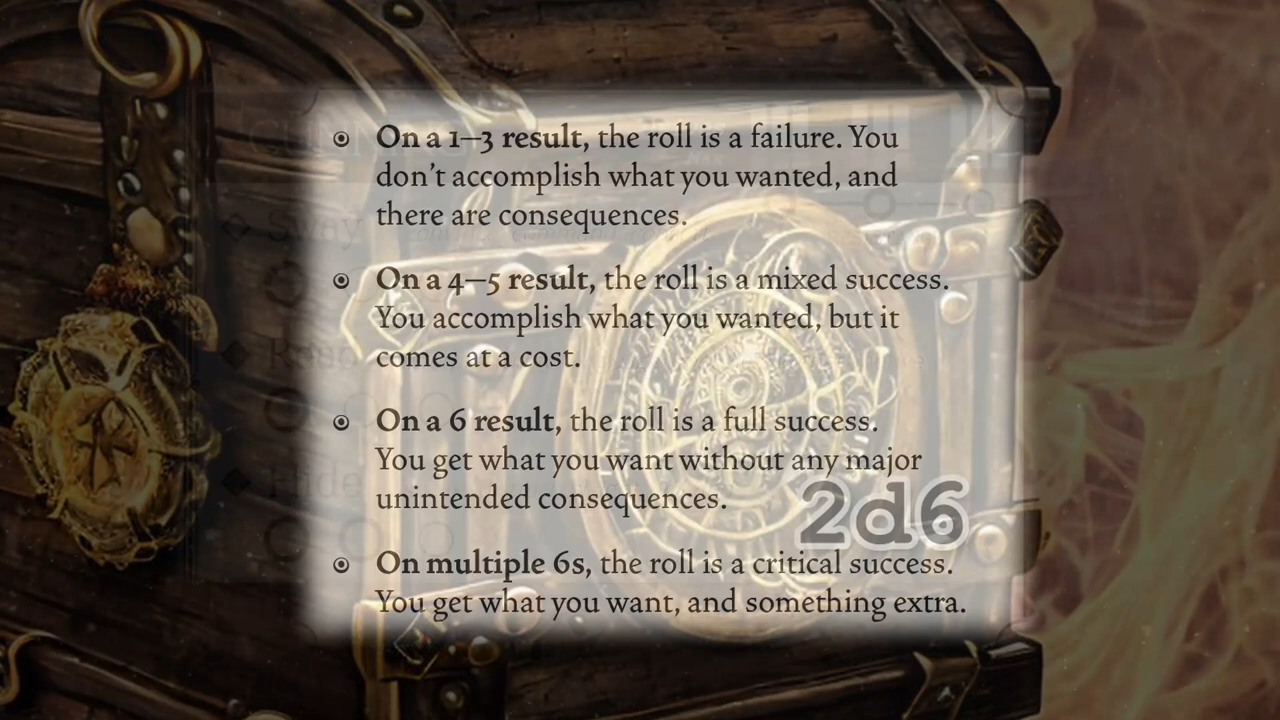 On a 1–3 result, the roll is a failure. You
don’t accomplish what you wanted, and
there are consequences.
On a 4–5 result, the roll is a mixed success.
You accomplish what you wanted, but it
comes at a cost.
On a 6 result, the roll is a full success.
You get what you want without any major
unintended consequences.
2d6
On multiple 6s, the roll is a critical success.
You get what you want, and something extra.
Sway
Hide